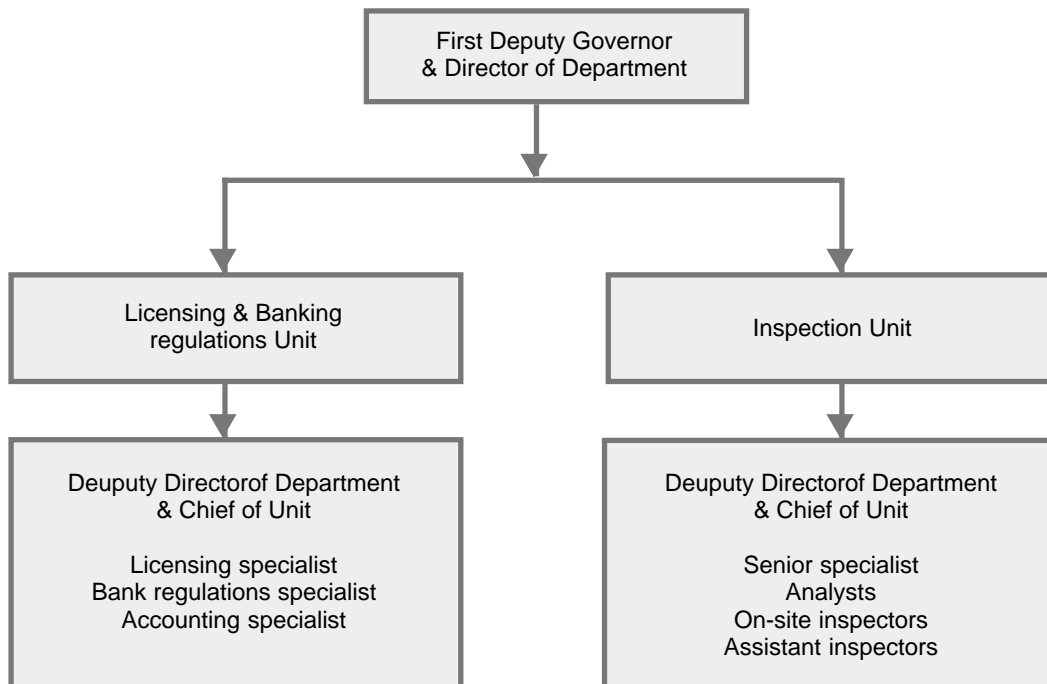 First Deputy Governor
& Director of Department
Licensing & Banking
regulations Unit
Inspection Unit
Deuputy Directorof Department
& Chief of Unit
Licensing specialist
Bank regulations specialist
Accounting specialist
Deuputy Directorof Department
& Chief of Unit
Senior specialist
Analysts
On-site inspectors
Assistant inspectors